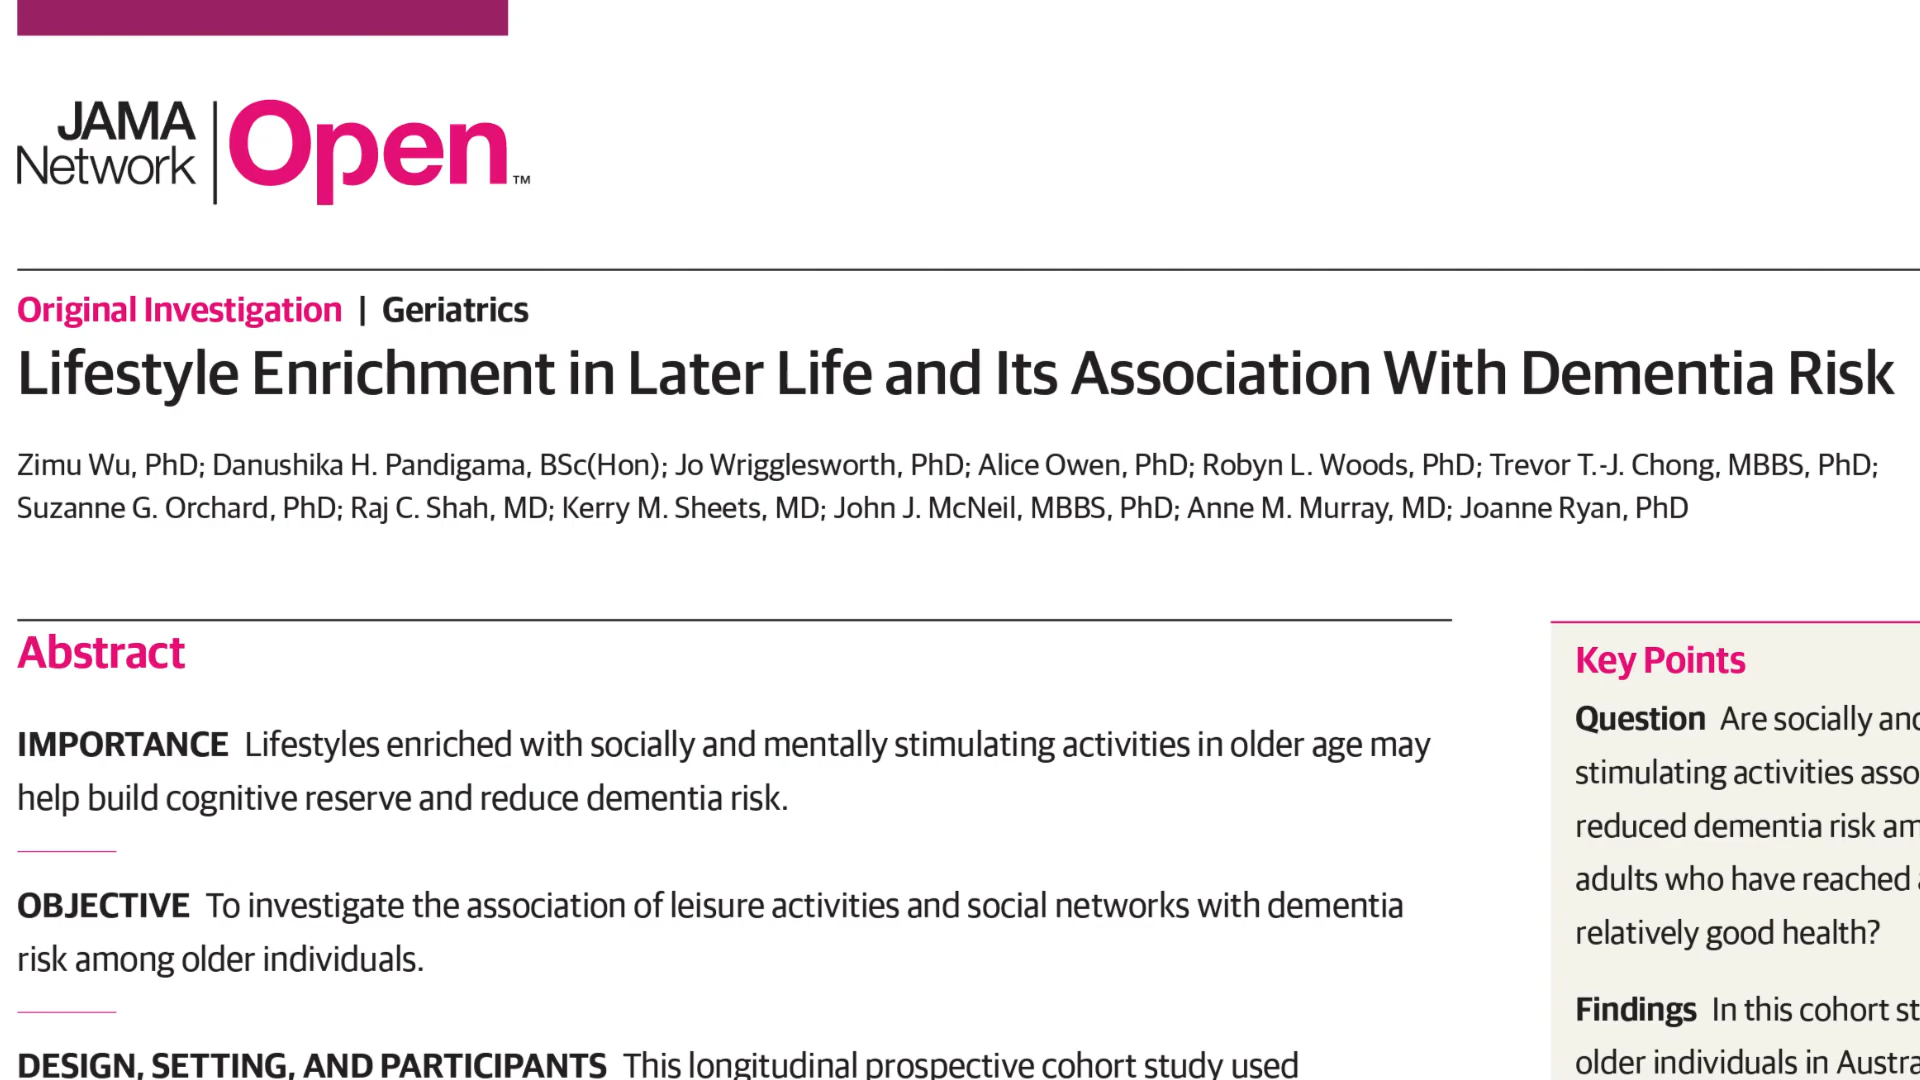 JAMA
Network
Open™
Original Investigation | Geriatrics
Lifestyle Enrichment in Later Life and Its Association With Dementia Risk
Zimu Wu, PhD; Danushika H. Pandigama, BSc(Hon); Jo Wrigglesworth, PhD; Alice Owen, PhD; Robyn L. Woods, PhD; Trevor T.-J. Chong, MBBS, PhD;
Suzanne G. Orchard, PhD; Raj C. Shah, MD; Kerry M. Sheets, MD; John J. McNeil, MBBS, PhD; Anne M. Murray, MD; Joanne Ryan, PhD
Abstract
IMPORTANCE Lifestyles enriched with socially and mentally stimulating activities in older age may
help build cognitive reserve and reduce dementia risk.
OBJECTIVE To investigate the association of leisure activities and social networks with dementia
risk among older individuals.
DESIGN, SETTING, AND PARTICIPANTS This longitudinal prospective cohort study used
Key Points
Question Are socially
stimulating activities
reduced dementia risk
adults who have reached
relatively good health?
Findings In this cohort
older individuals in